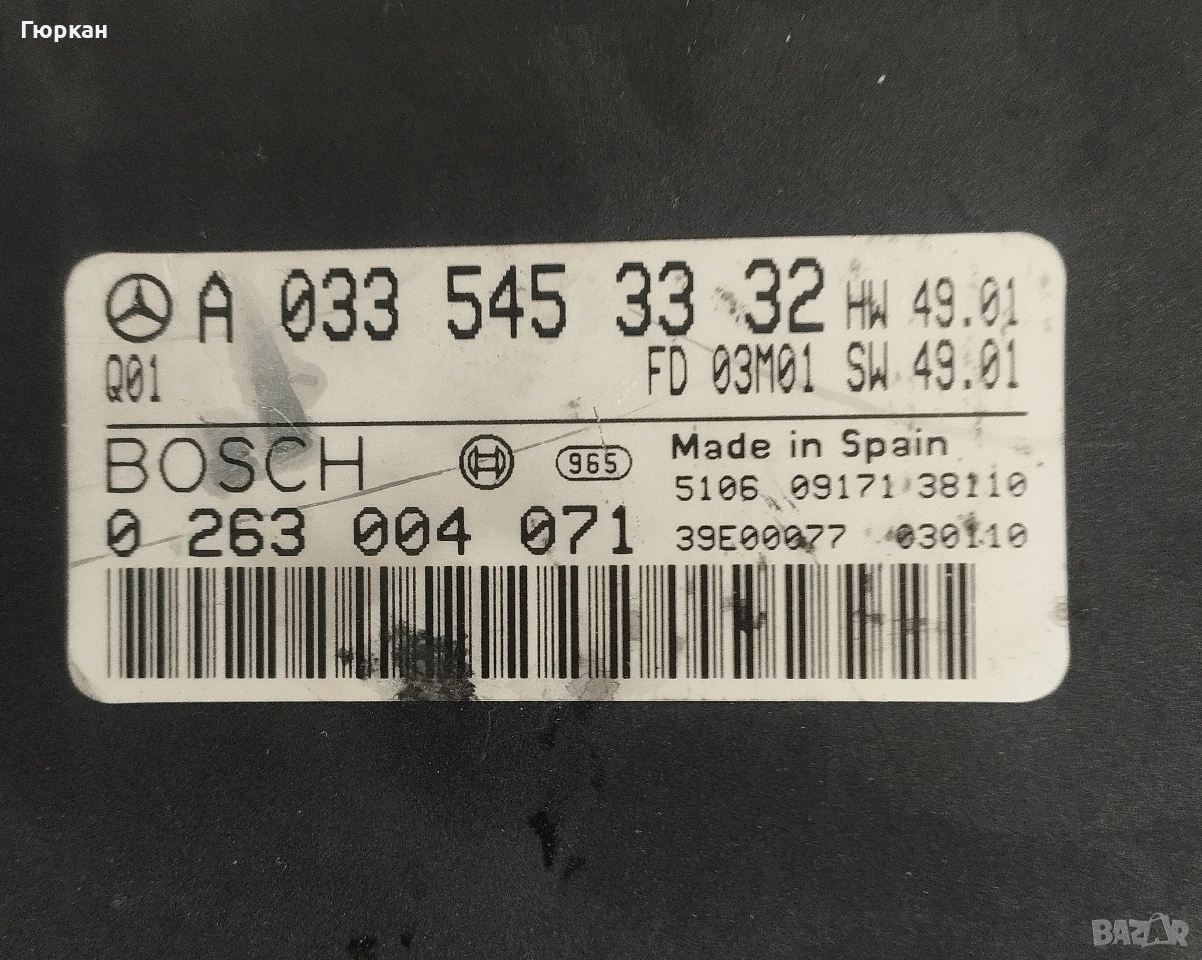 Гюркан
A 033 545 33 32 HW 49.01
Q01 FD 03M01 SW 49.01
BOSCH 965 Made in Spain
5106 09171 38110
0 263 004 071 39E00077 030110
BAZAR